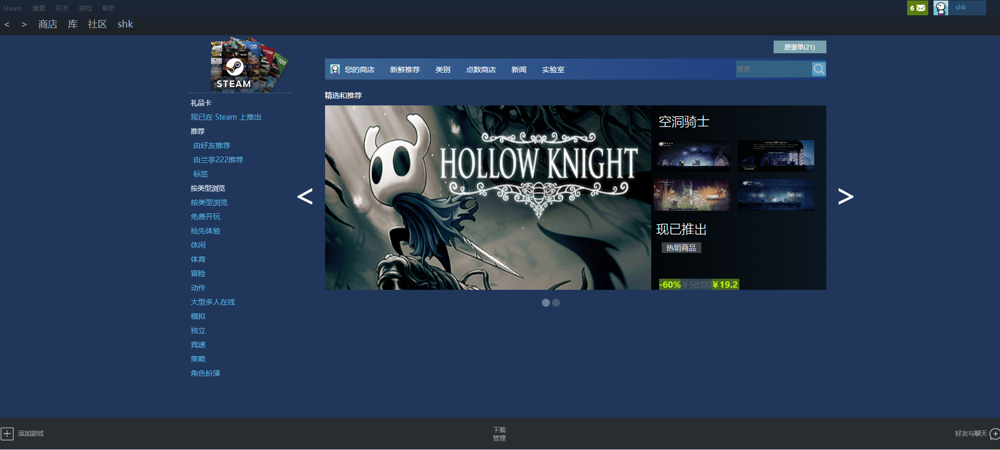 Steam 查看 好友 游戏 帮助
6 shk
< > 商店 库 社区 shk
$20 500 100
STEAM
愿望单(21)
您的商店 新鲜推荐 类别 点数商店 新闻 实验室 搜索
礼品卡
现已在 Steam 上推出
推荐
由好友推荐
由兰亭222推荐
标签
按类型浏览
按类型浏览
免费开玩
抢先体验
休闲
体育
冒险
动作
大型多人在线
模拟
独立
竞速
策略
角色扮演
精选和推荐
HOLLOW KNIGHT
空洞骑士
LEMM
现已推出
热销商品
-60% ¥58.00 ¥19.2
< >
添加游戏
下载
管理
好友与聊天